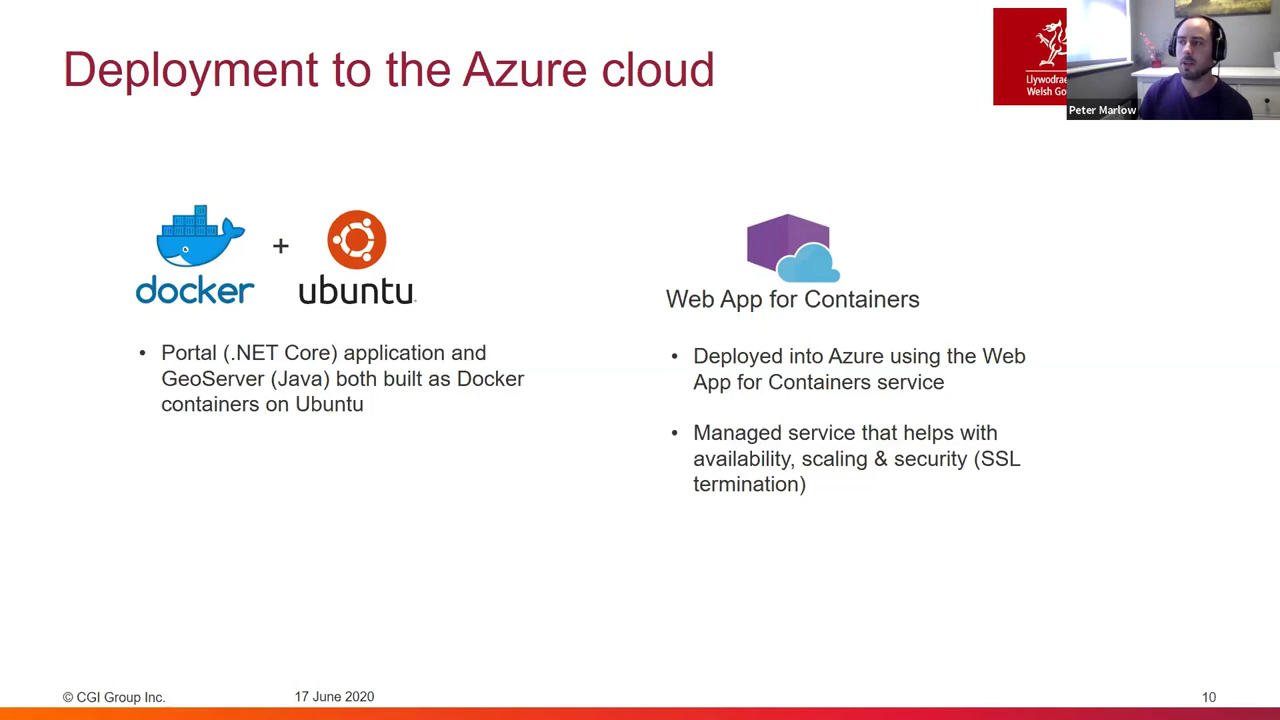 Deployment to the Azure cloud
Llywodrae
Welsh Go
Peter Marlow
docker
+
ubuntu
Web App for Containers
• Portal (.NET Core) application and
GeoServer (Java) both built as Docker
containers on Ubuntu
• Deployed into Azure using the Web
App for Containers service
• Managed service that helps with
availability, scaling & security (SSL
termination)
© CGI Group Inc.
17 June 2020
10